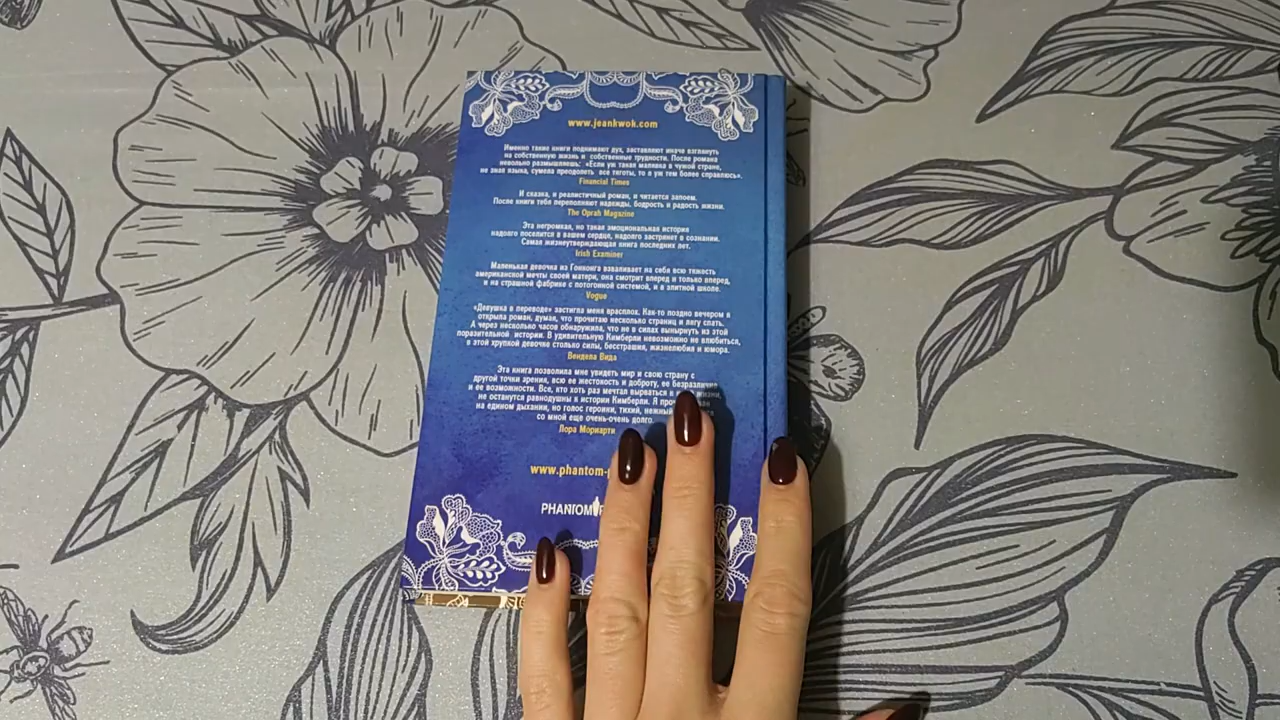 www.jeankwok.com
Именно такие книги поднимают дух, заставляют иначе взглянуть
на собственную жизнь и собственные трудности. После романа
невольно размышляешь: «Если уж такая малявка в чужой стране,
не зная языка, сумела преодолеть все тяготы, то я уж тем более справлюсь».
Financial Times
И сказка, и реалистичный роман, и читается запоем.
После книги тебя переполняют надежды, бодрость и радость жизни.
The Oprah Magazine
Эта негромкая, но такая эмоциональная история
надолго поселится в вашем сердце, надолго застрянет в сознании.
Самая жизнеутверждающая книга последних лет.
Irish Examiner
Маленькая девочка из Гонконга взваливает на себя всю тяжесть
американской мечты своей матери, она смотрит вперед и только вперед,
и на страшной фабрике с потогонной системой, и в элитной школе.
Vogue
«Девушка в переводе» застигла меня врасплох. Как-то поздно вечером я
открыла роман, думая, что прочитаю несколько страниц и лягу спать.
А через несколько часов обнаружила, что не в силах вынырнуть из этой
поразительной истории. В удивительную Кимберли невозможно не влюбиться,
в этой хрупкой девочке столько силы, бесстрашия, жизнелюбия и юмора.
Вендела Вида
Эта книга позволила мне увидеть мир и свою страну с
другой точки зрения, всю ее жестокость и доброту, ее безразличие
и ее возможности. Все, кто хоть раз мечтал вырваться в жизни,
не останутся равнодушны к истории Кимберли. Я
на едином дыхании, но голос героини, тихий, нежный
со мной еще очень-очень долго.
Лора Мориарти
www.phantom-
PHANTOM